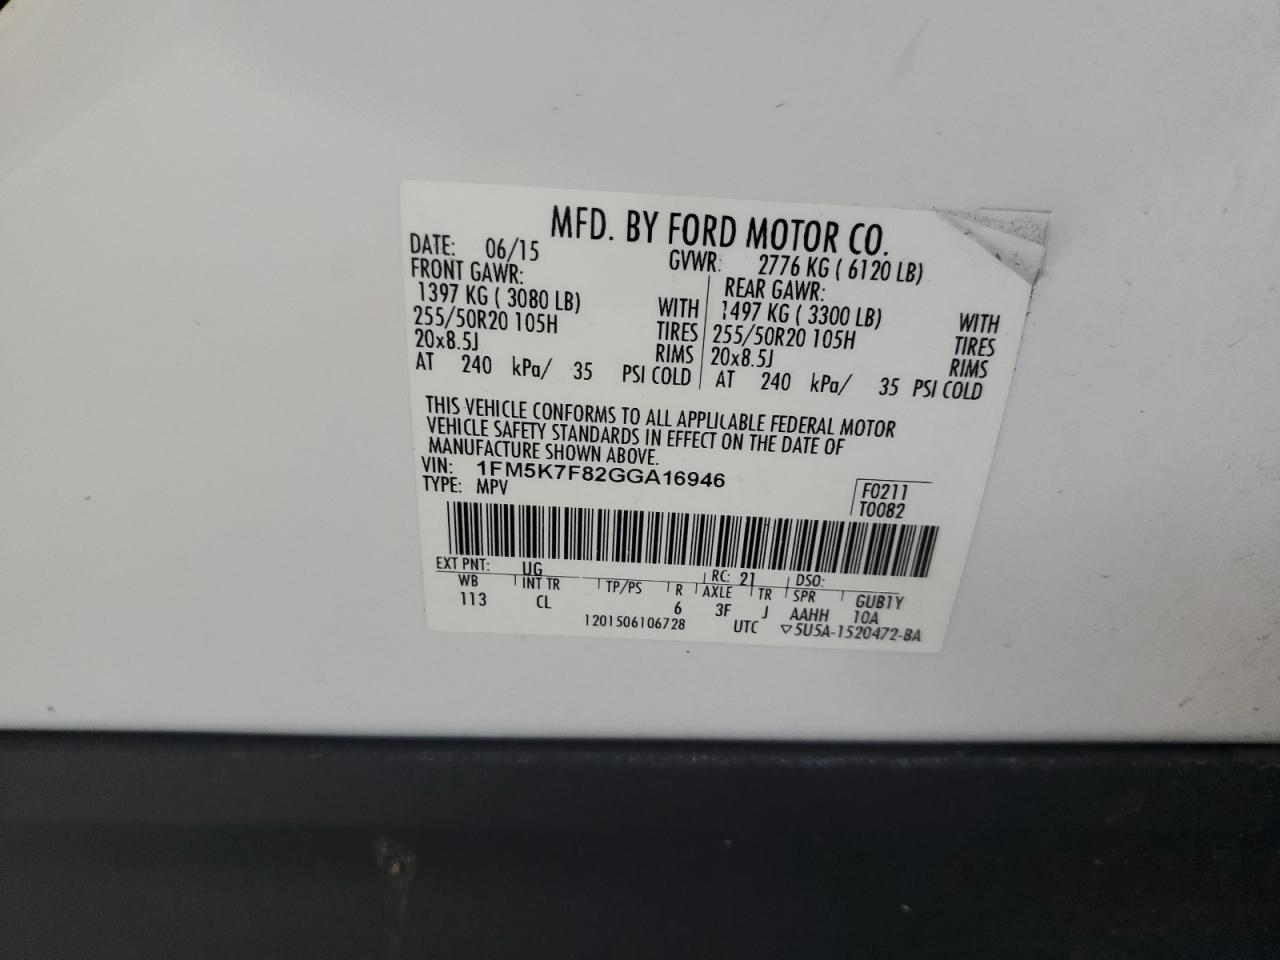 MFD. BY FORD MOTOR CO.
DATE: 06/15 GVWR: 2776 KG ( 6120 LB)
FRONT GAWR: REAR GAWR:
1397 KG ( 3080 LB) WITH 1497 KG ( 3300 LB) WITH
255/50R20 105H TIRES 255/50R20 105H TIRES
20x8.5J RIMS 20x8.5J RIMS
AT 240 kPa/ 35 PSI COLD AT 240 kPa/ 35 PSI COLD
THIS VEHICLE CONFORMS TO ALL APPLICABLE FEDERAL MOTOR
VEHICLE SAFETY STANDARDS IN EFFECT ON THE DATE OF
MANUFACTURE SHOWN ABOVE.
VIN: 1FM5K7F82GGA16946
TYPE: MPV
F0211
T0082
EXT PNT: UG RC: 21 DSO:
WB INT TR TP/PS R AXLE TR SPR GUB1Y
113 CL 6 3F J AAHH 10A
1201506106728 UTC ▽5U5A-1520472-BA